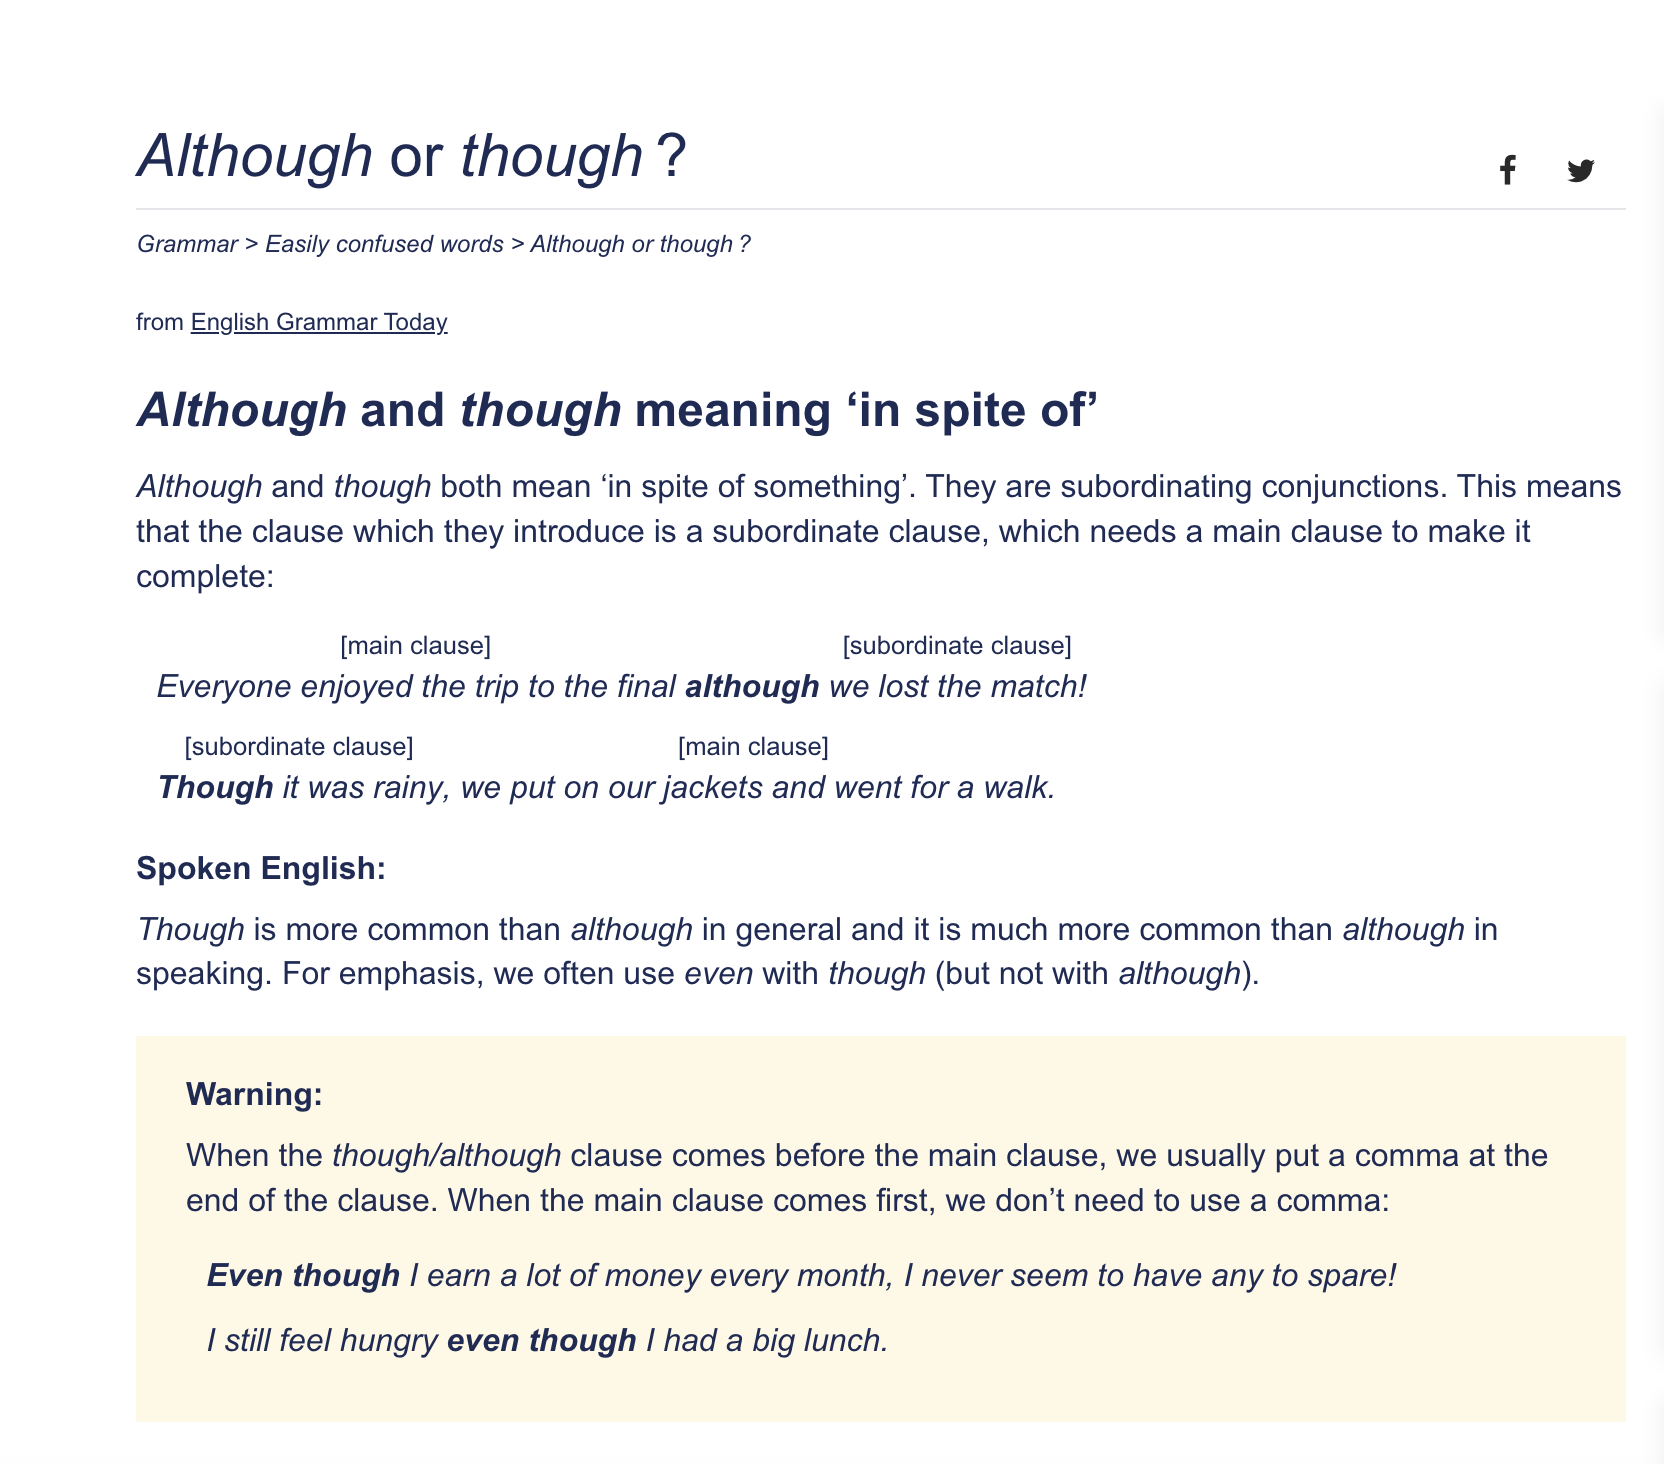 Although or though ?
Grammar > Easily confused words > Although or though ?
from English Grammar Today
Although and though meaning ‘in spite of’
Although and though both mean ‘in spite of something’. They are subordinating conjunctions. This means
that the clause which they introduce is a subordinate clause, which needs a main clause to make it
complete:
[main clause] [subordinate clause]
Everyone enjoyed the trip to the final although we lost the match!
[subordinate clause] [main clause]
Though it was rainy, we put on our jackets and went for a walk.
Spoken English:
Though is more common than although in general and it is much more common than although in
speaking. For emphasis, we often use even with though (but not with although).
Warning:
When the though/although clause comes before the main clause, we usually put a comma at the
end of the clause. When the main clause comes first, we don’t need to use a comma:
Even though I earn a lot of money every month, I never seem to have any to spare!
I still feel hungry even though I had a big lunch.